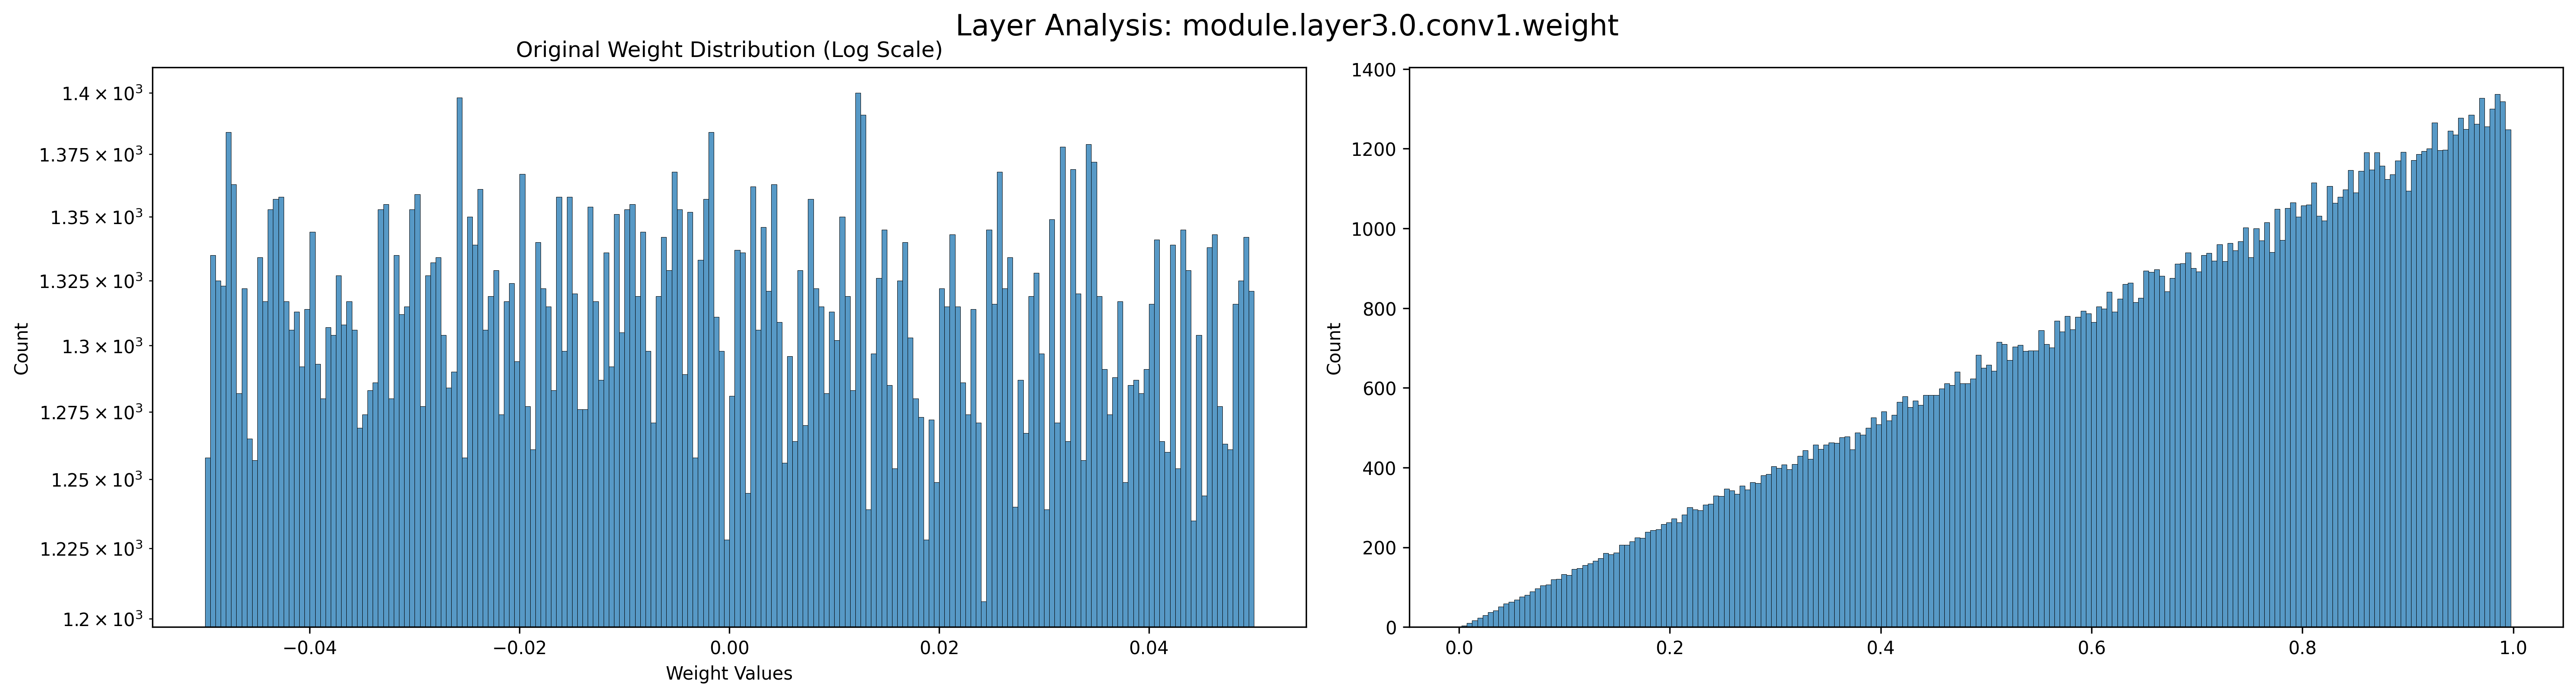 Layer Analysis: module.layer3.0.conv1.weight
Original Weight Distribution (Log Scale)
Count
1.4 × 10³
1.375 × 10³
1.35 × 10³
1.325 × 10³
1.3 × 10³
1.275 × 10³
1.25 × 10³
1.225 × 10³
1.2 × 10³
−0.04
−0.02
0.00
0.02
0.04
Weight Values
Count
1400
1200
1000
800
600
400
200
0
0.0
0.2
0.4
0.6
0.8
1.0